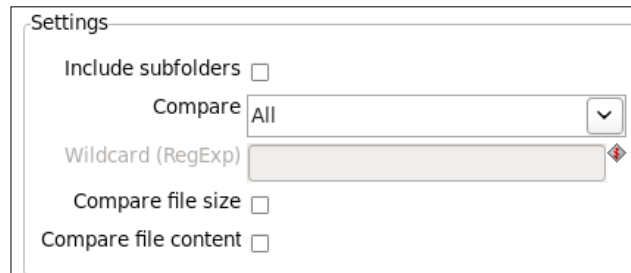 Settings
Include subfolders
Compare All
Wildcard (RegExp)
Compare file size
Compare file content